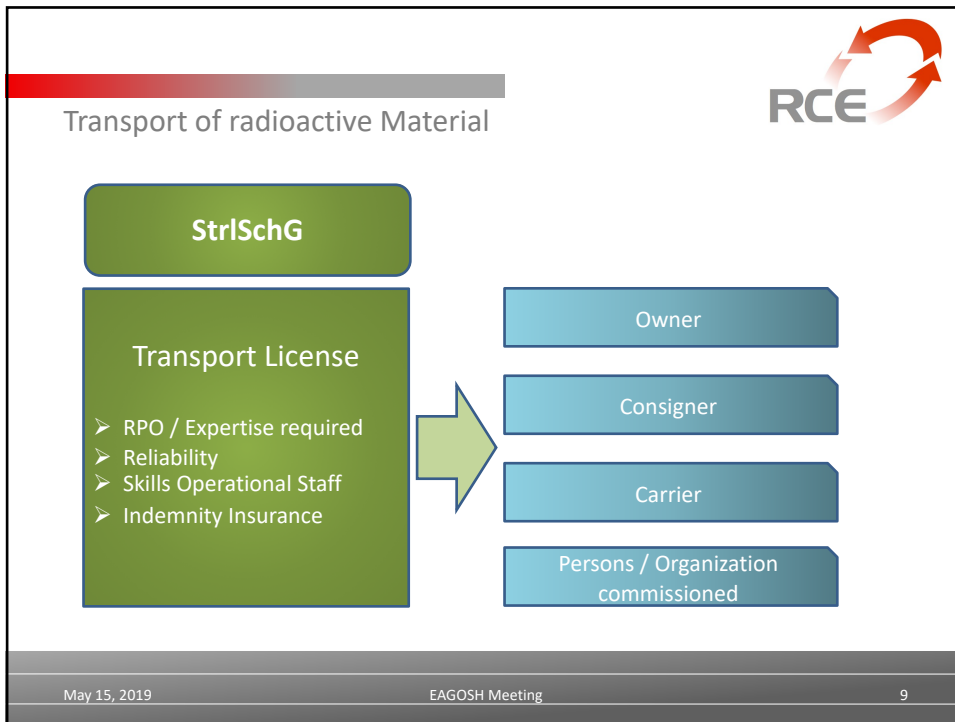 RCE
Transport of radioactive Material
StrlSchG
Transport License
➢ RPO / Expertise required
➢ Reliability
➢ Skills Operational Staff
➢ Indemnity Insurance
Owner
Consigner
Carrier
Persons / Organization
commissioned
May 15, 2019
EAGOSH Meeting
9